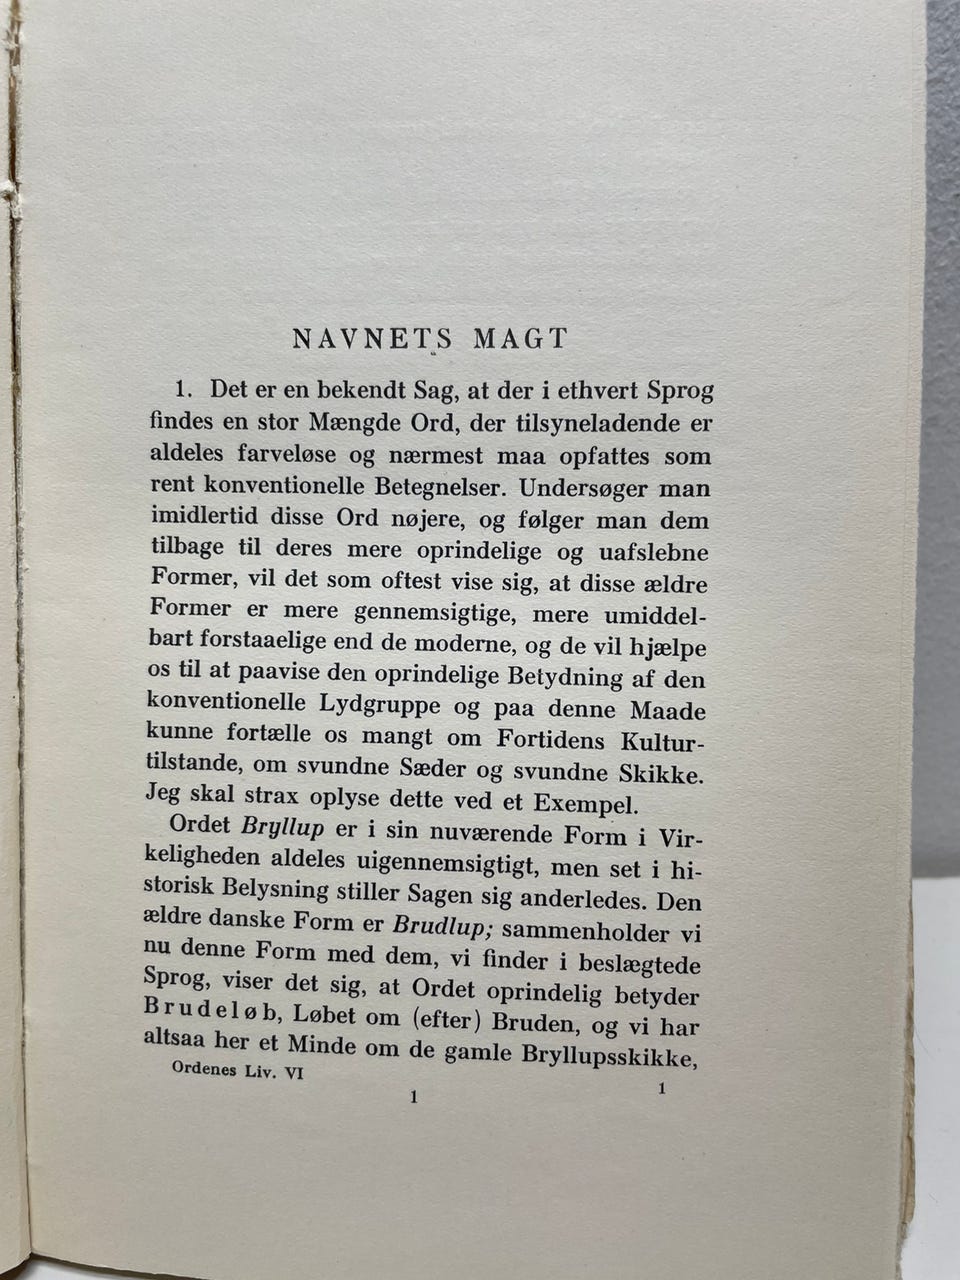 NAVNETS MAGT
1. Det er en bekendt Sag, at der i ethvert Sprog
findes en stor Mængde Ord, der tilsyneladende er
aldeles farveløse og nærmest maa opfattes som
rent konventionelle Betegnelser. Undersøger man
imidlertid disse Ord nøjere, og følger man dem
tilbage til deres mere oprindelige og uafslebne
Former, vil det som oftest vise sig, at disse ældre
Former er mere gennemsigtige, mere umiddel-
bart forstaaelige end de moderne, og de vil hjælpe
os til at paavise den oprindelige Betydning af den
konventionelle Lydgruppe og paa denne Maade
kunne fortælle os mangt om Fortidens Kultur-
tilstande, om svundne Sæder og svundne Skikke.
Jeg skal strax oplyse dette ved et Exempel.
Ordet Bryllup er i sin nuværende Form i Vir-
keligheden aldeles uigennemsigtigt, men set i hi-
storisk Belysning stiller Sagen sig anderledes. Den
ældre danske Form er Brudlup; sammenholder vi
nu denne Form med dem, vi finder i beslægtede
Sprog, viser det sig, at Ordet oprindelig betyder
Brudeløb, Løbet om (efter) Bruden, og vi har
altsaa her et Minde om de gamle Bryllupsskikke,
Ordenes Liv. VI
1
1